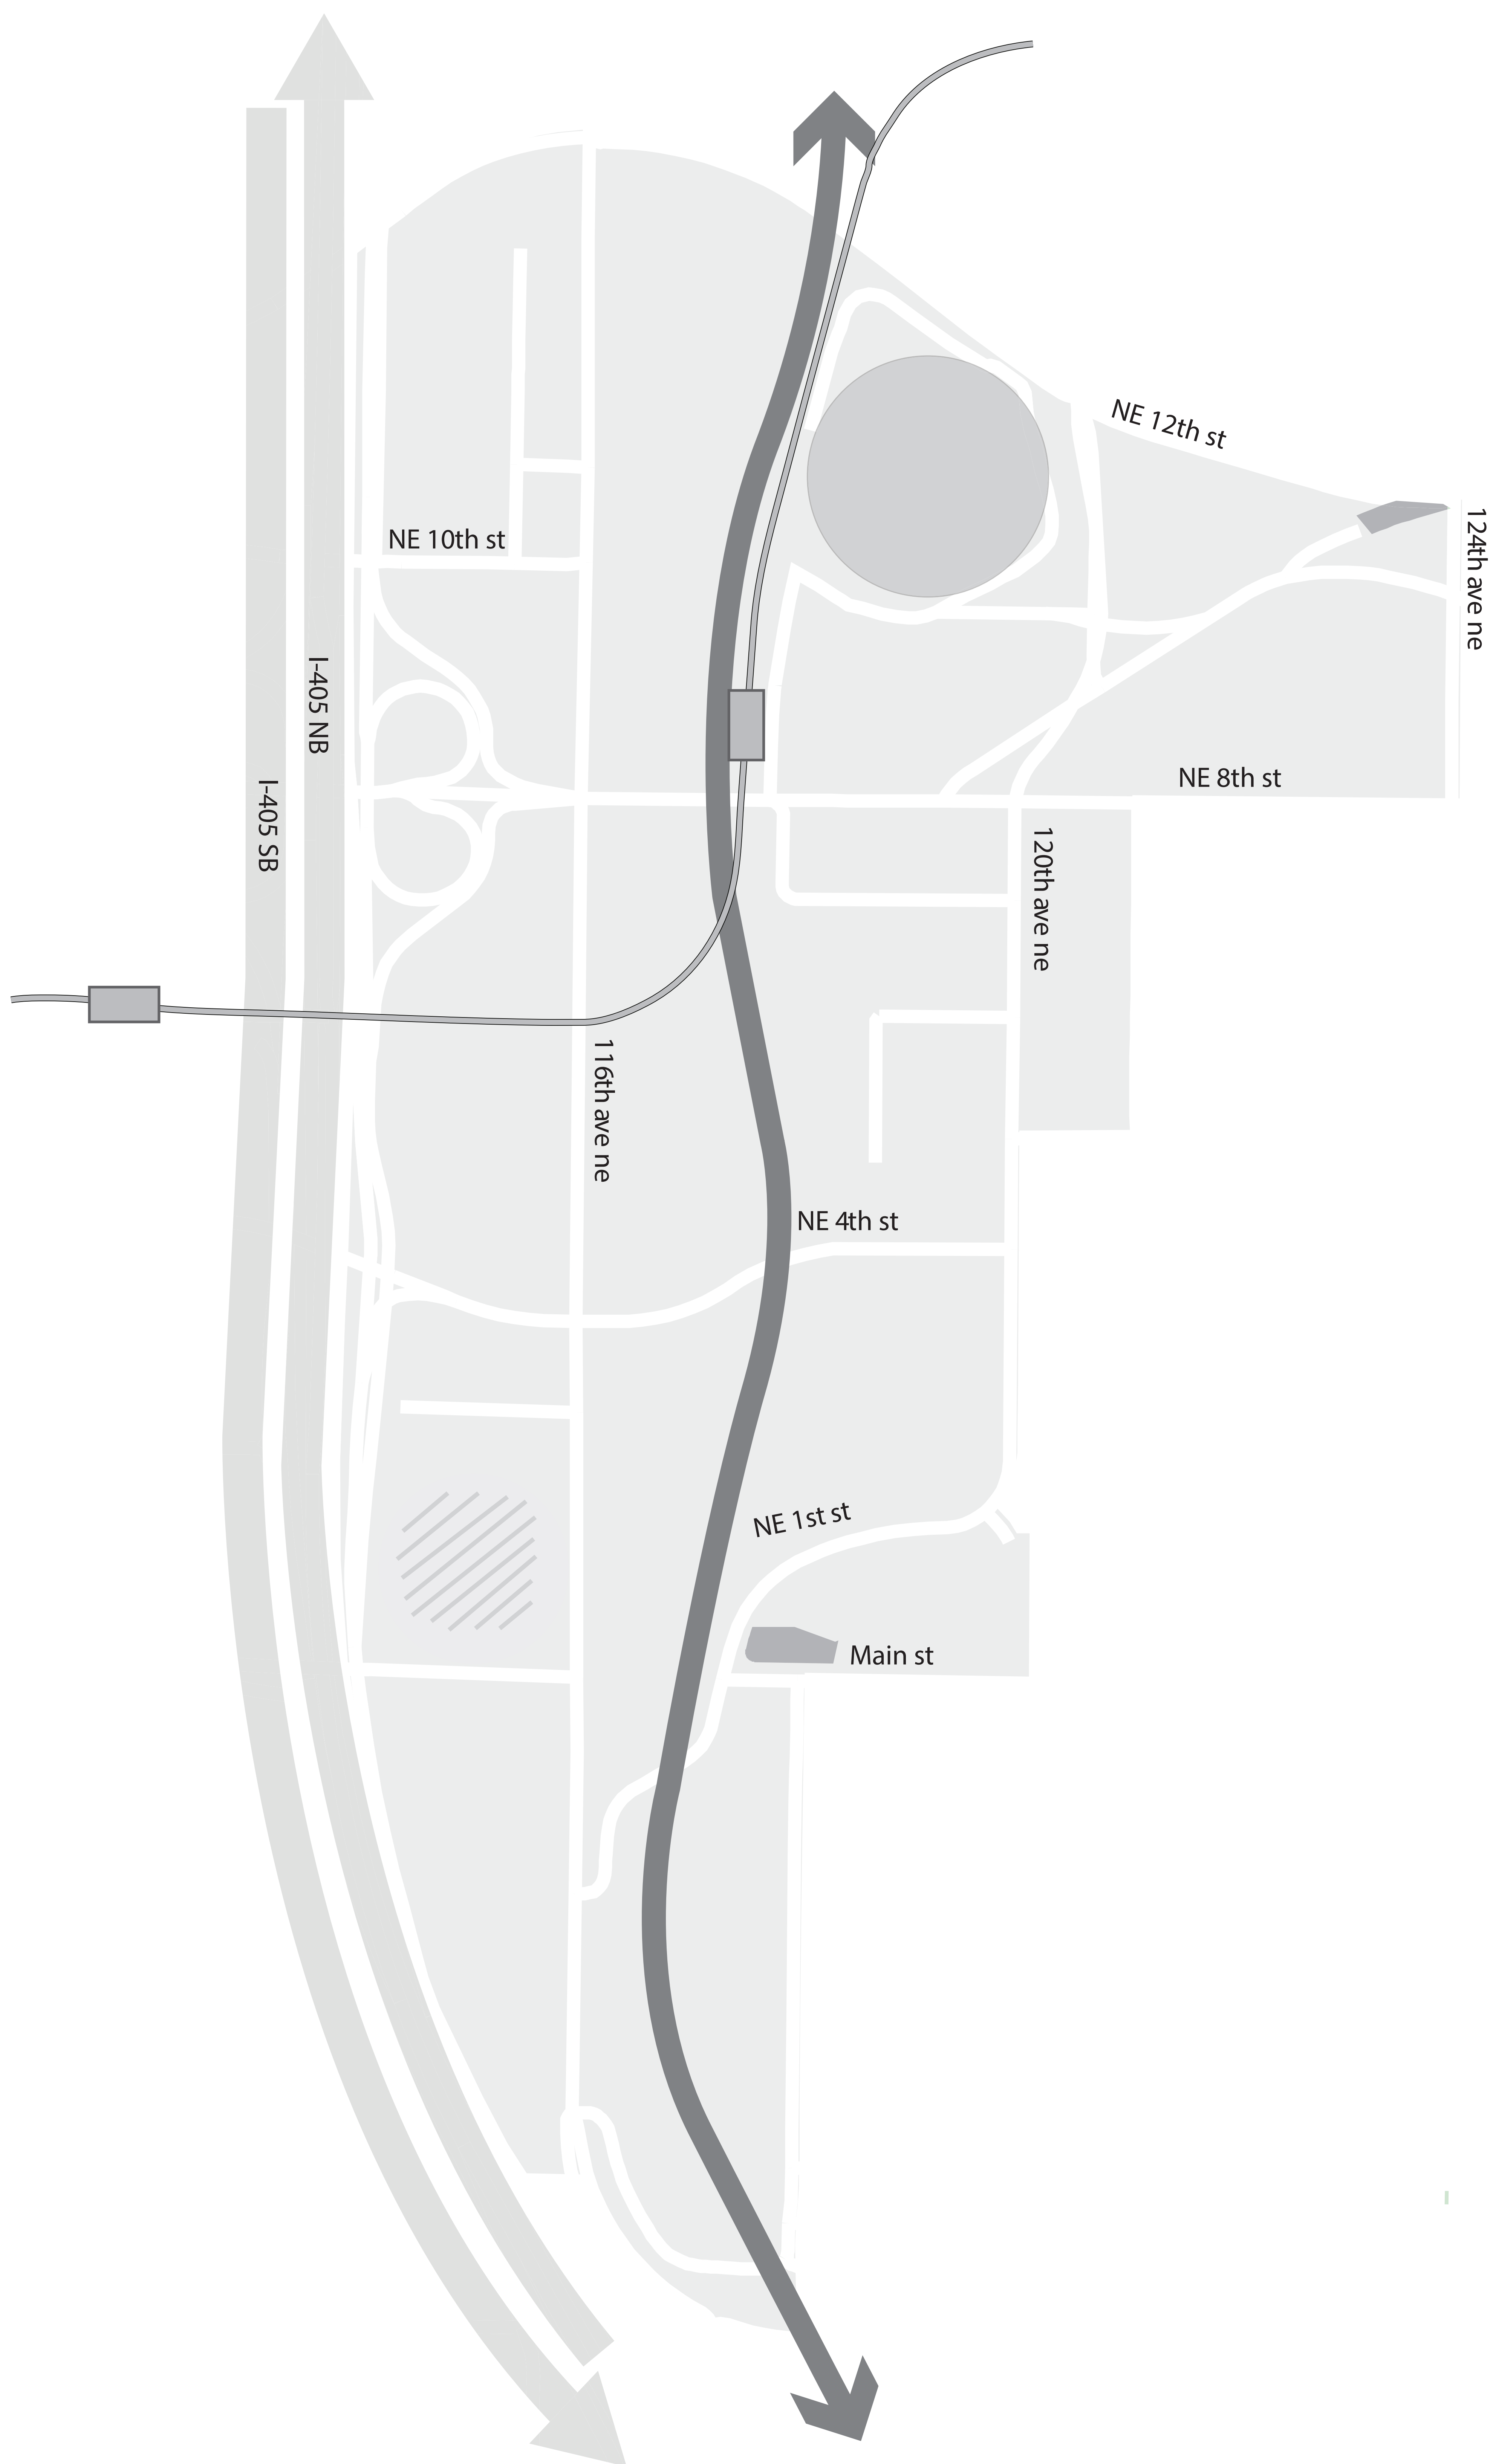 NE 12th st
124th ave ne
NE 10th st
I-405 NB
NE 8th st
I-405 SB
120th ave ne
116th ave ne
NE 4th st
NE 1st st
Main st